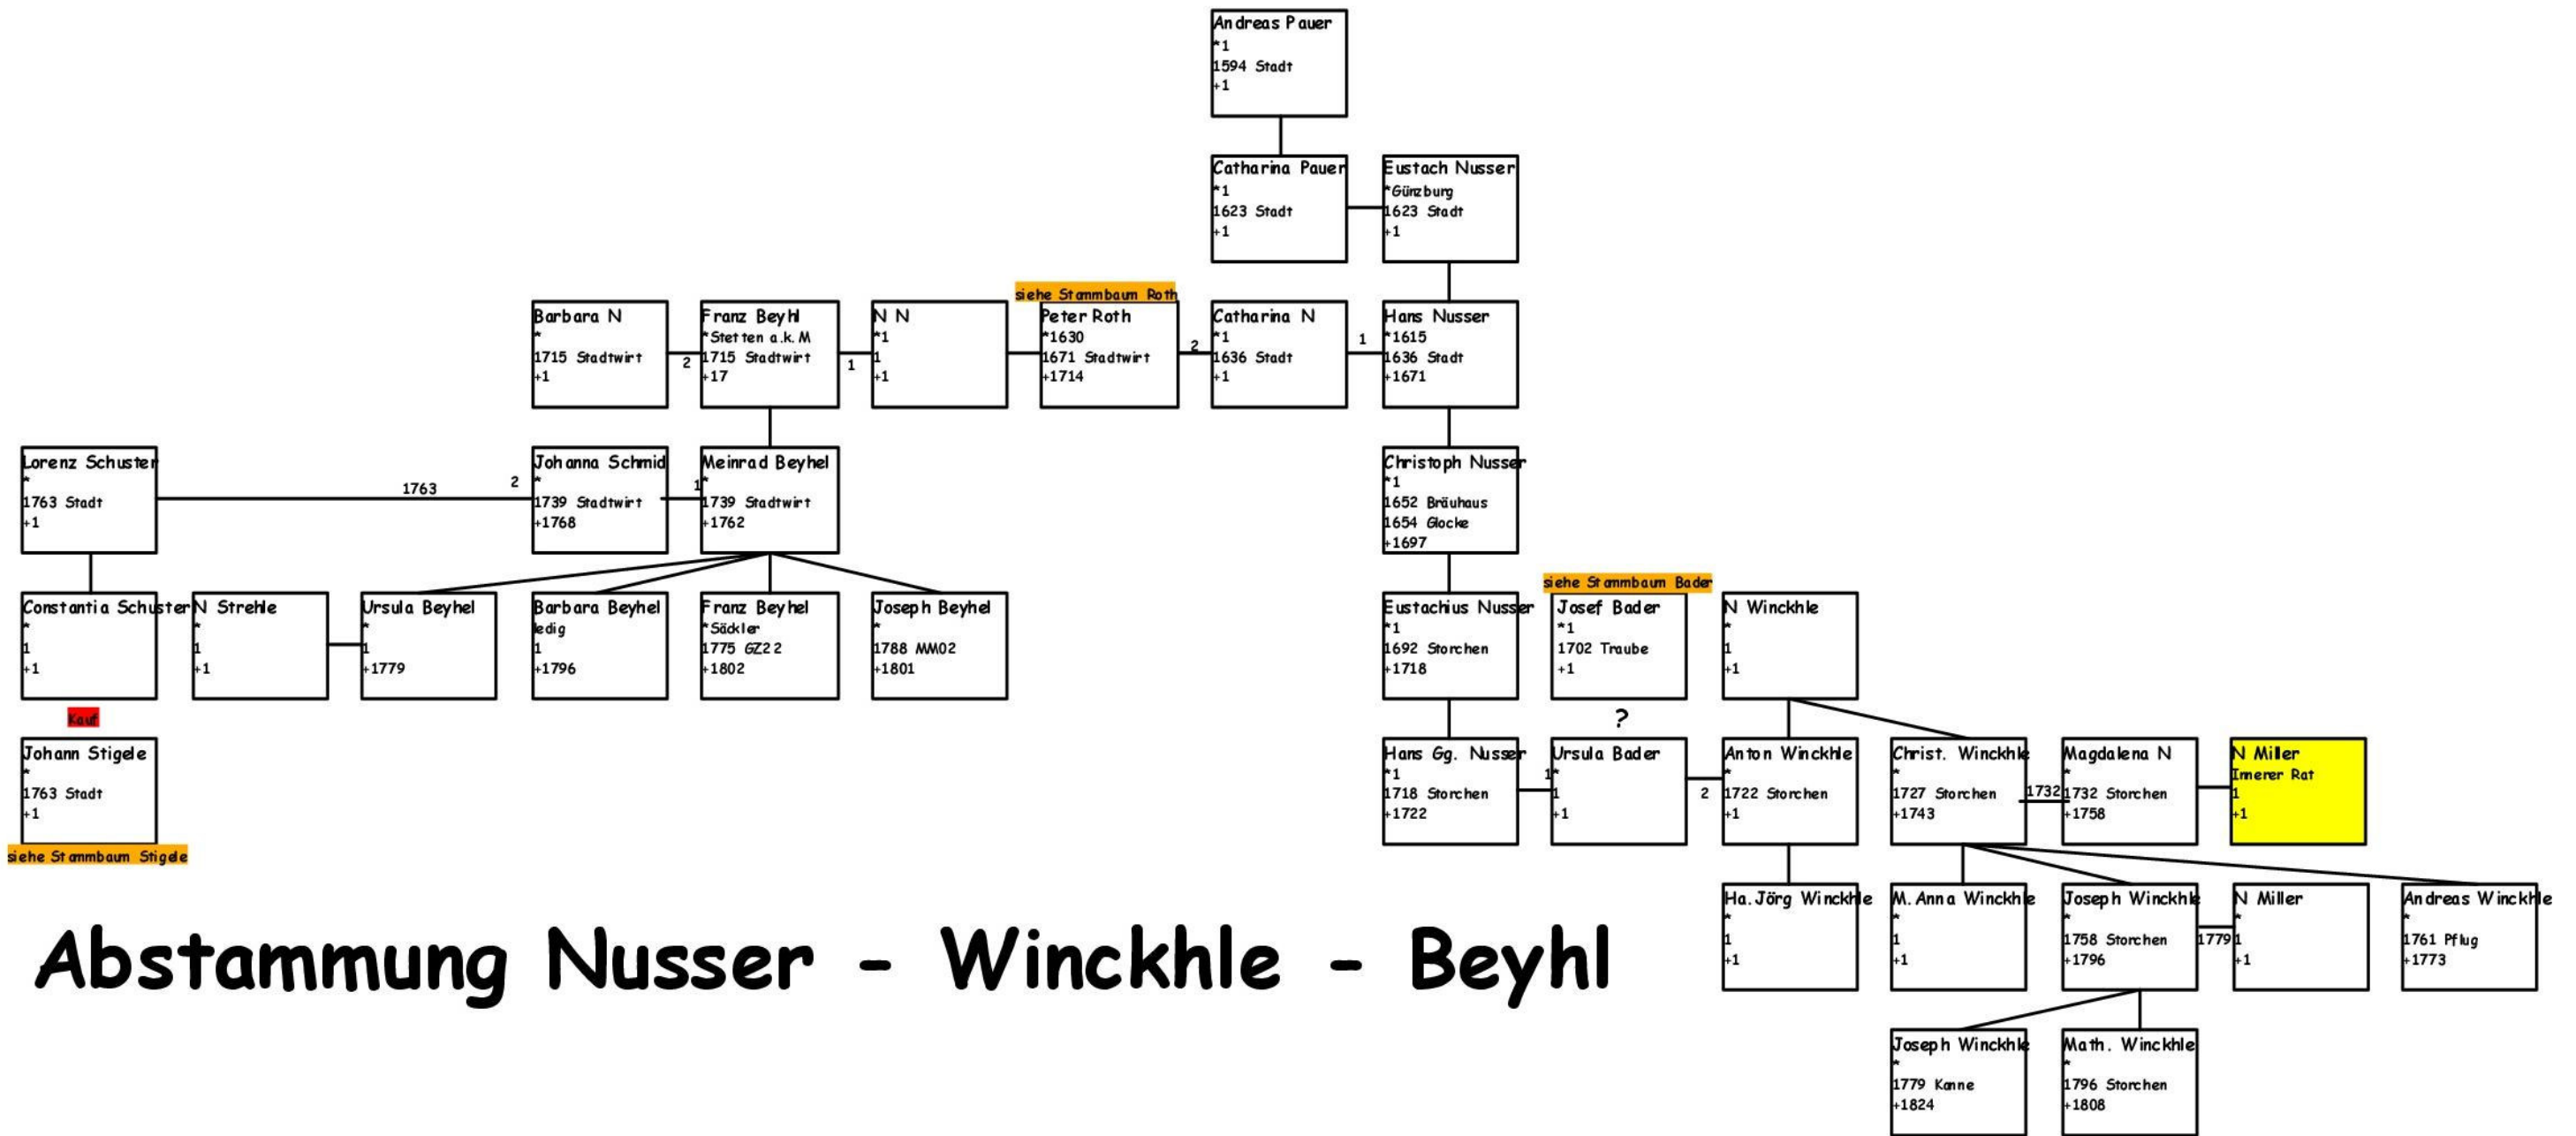 Andreas Pauer
*1
1594 Stadt
+1
Catharina Pauer
*1
1623 Stadt
+1
Eustach Nusser
*Günzburg
1623 Stadt
+1
Barbara N
*
1715 Stadtwirt
+1
2
Franz Beyhl
*Stetten a.k.M
1715 Stadtwirt
+17
1
N N
*1
1
+1
siehe Stammbaum Roth
Peter Roth
*1630
1671 Stadtwirt
+1714
2
Catharina N
*1
1636 Stadt
+1
1
Hans Nusser
*1615
1636 Stadt
+1671
Lorenz Schuster
*
1763 Stadt
+1
1763
2
Johanna Schmid
*
1739 Stadtwirt
+1768
1
Meinrad Beyhel
*
1739 Stadtwirt
+1762
Christoph Nusser
*1
1652 Bräuhaus
1654 Glocke
+1697
Constantia Schuster
*
1
+1
N Strehle
*
1
+1
Ursula Beyhel
*
1
+1779
Barbara Beyhel
ledig
1
+1796
Franz Beyhel
*Säckler
1775 GZ22
+1802
Joseph Beyhel
*
1788 MM02
+1801
Eustachius Nusser
*1
1692 Storchen
+1718
siehe Stammbaum Bader
Josef Bader
*1
1702 Traube
+1
N Winckhle
*
1
+1
Kauf
?
Johann Stigele
*
1763 Stadt
+1
siehe Stammbaum Stigele
Hans Gg. Nusser
*1
1718 Storchen
+1722
1
Ursula Bader
*
1
+1
2
Anton Winckhle
*
1722 Storchen
+1
Christ. Winckhle
*
1727 Storchen
+1743
1732
Magdalena N
*
1732 Storchen
+1758
N Miller
Innerer Rat
1
+1
Ha.Jörg Winckhle
*
1
+1
M.Anna Winckhle
*
1
+1
Joseph Winckhle
*
1758 Storchen
+1796
1779
N Miller
*
1
+1
Andreas Winckhle
*
1761 Pflug
+1773
Abstammung Nusser - Winckhle - Beyhl
Joseph Winckhle
*
1779 Kanne
+1824
Math. Winckhle
*
1796 Storchen
+1808